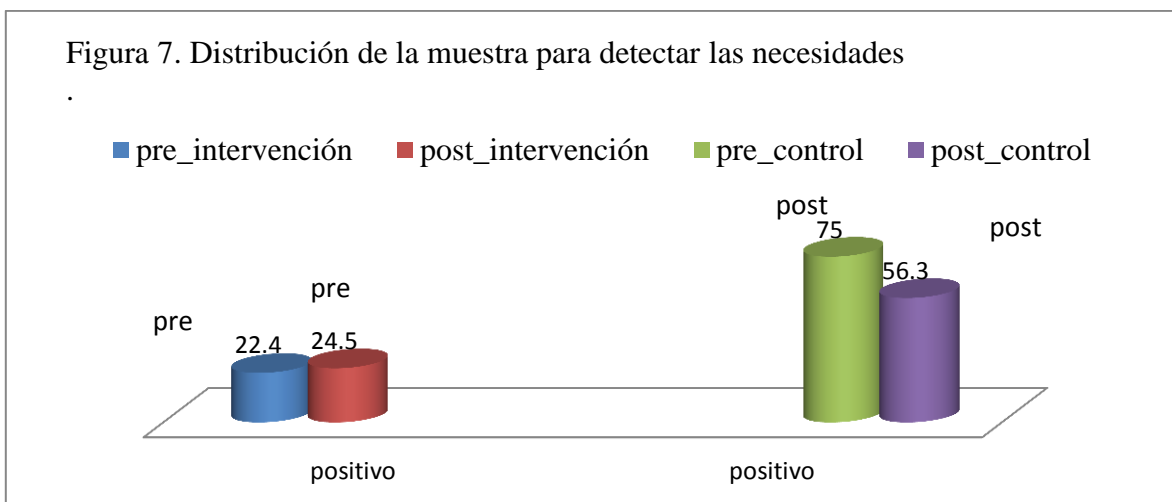 Figura 7. Distribución de la muestra para detectar las necesidades
.
pre_intervención post_intervención pre_control post_control
post
75
post
56.3
pre
pre
22.4
24.5
positivo positivo